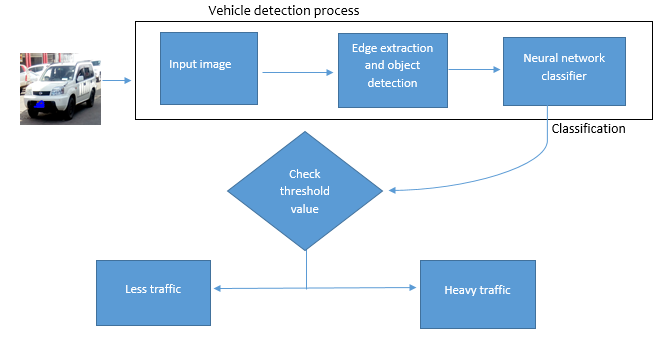 Vehicle detection process
Input image
Edge extraction
and object
detection
Neural network
classifier
Classification
Check
threshold
value
Less traffic
Heavy traffic